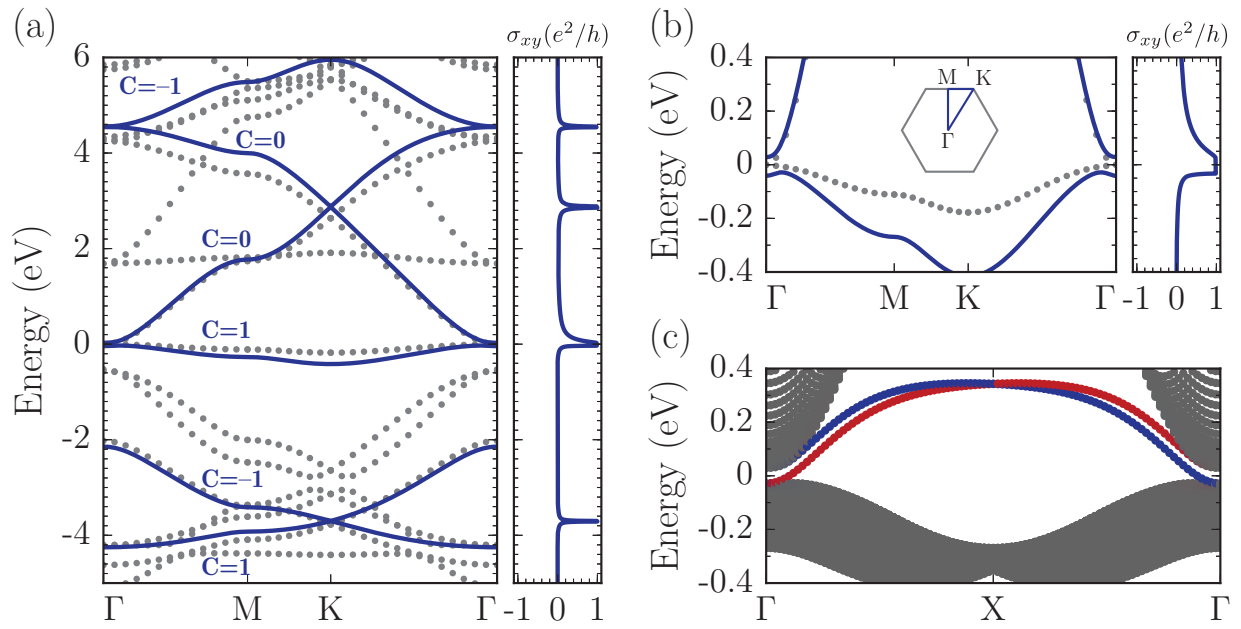 (a)
σxy(e²/h)
6
4
2
0
-2
-4
Energy (eV)
C=–1
C=0
C=0
C=1
C=–1
C=1
Γ M K Γ
-1 0 1
(b)
σxy(e²/h)
0.4
0.2
0
-0.2
-0.4
Energy (eV)
M K
Γ
Γ M K Γ
-1 0 1
(c)
0.4
0.2
0
-0.2
-0.4
Energy (eV)
Γ X Γ